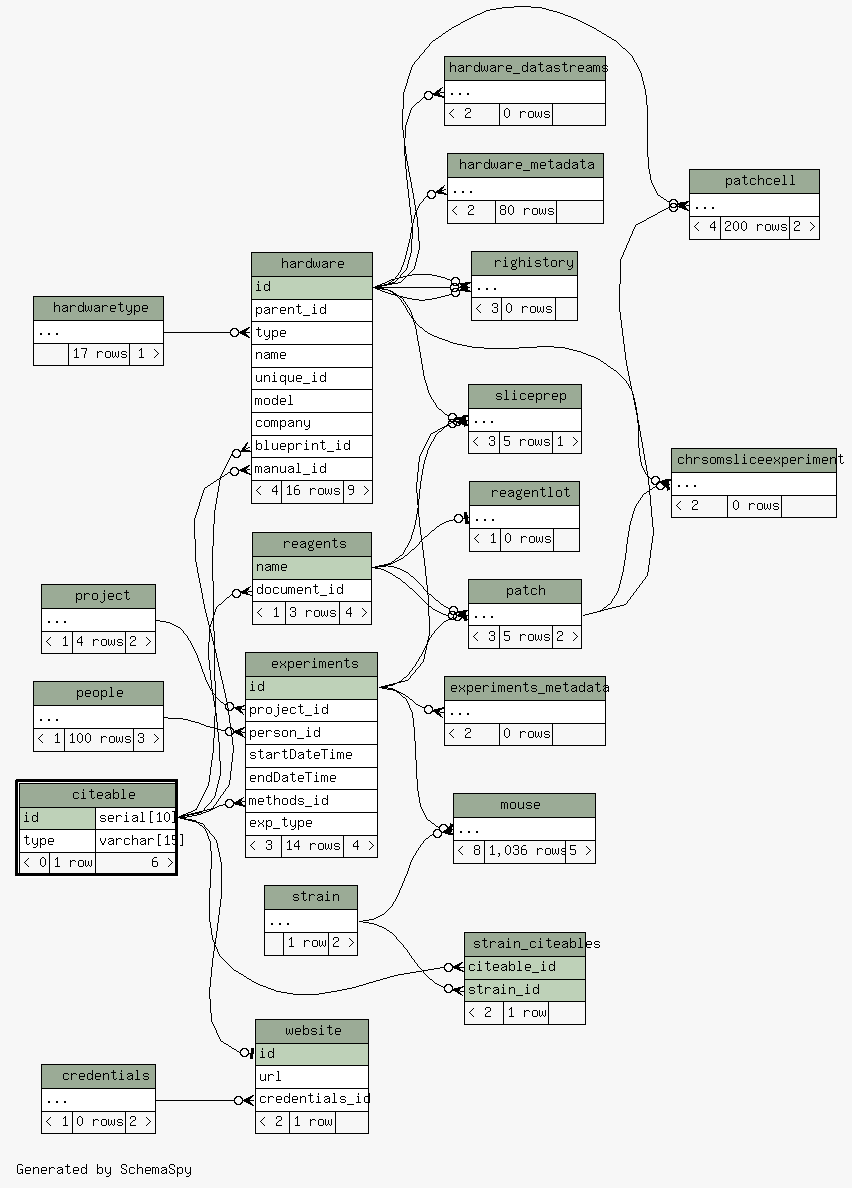 hardware_datastreams
...
< 2 0 rows
hardware_metadata
...
< 2 80 rows
patchcell
...
< 4 200 rows 2 >
hardware
id
parent_id
type
name
unique_id
model
company
blueprint_id
manual_id
< 4 16 rows 9 >
righistory
...
< 3 0 rows
hardwaretype
...
17 rows 1 >
sliceprep
...
< 3 5 rows 1 >
chrsomsliceexperiment
...
< 2 0 rows
reagentlot
...
< 1 0 rows
reagents
name
document_id
< 1 3 rows 4 >
patch
...
< 3 5 rows 2 >
project
...
< 1 4 rows 2 >
experiments
id
project_id
person_id
startDateTime
endDateTime
methods_id
exp_type
< 3 14 rows 4 >
people
...
< 1 100 rows 3 >
experiments_metadata
...
< 2 0 rows
citeable
id serial[10]
type varchar[15]
< 0 1 row 6 >
mouse
...
< 8 1,036 rows 5 >
strain
...
1 row 2 >
strain_citeables
citeable_id
strain_id
< 2 1 row
website
id
url
credentials_id
< 2 1 row
credentials
...
< 1 0 rows 2 >
Generated by SchemaSpy